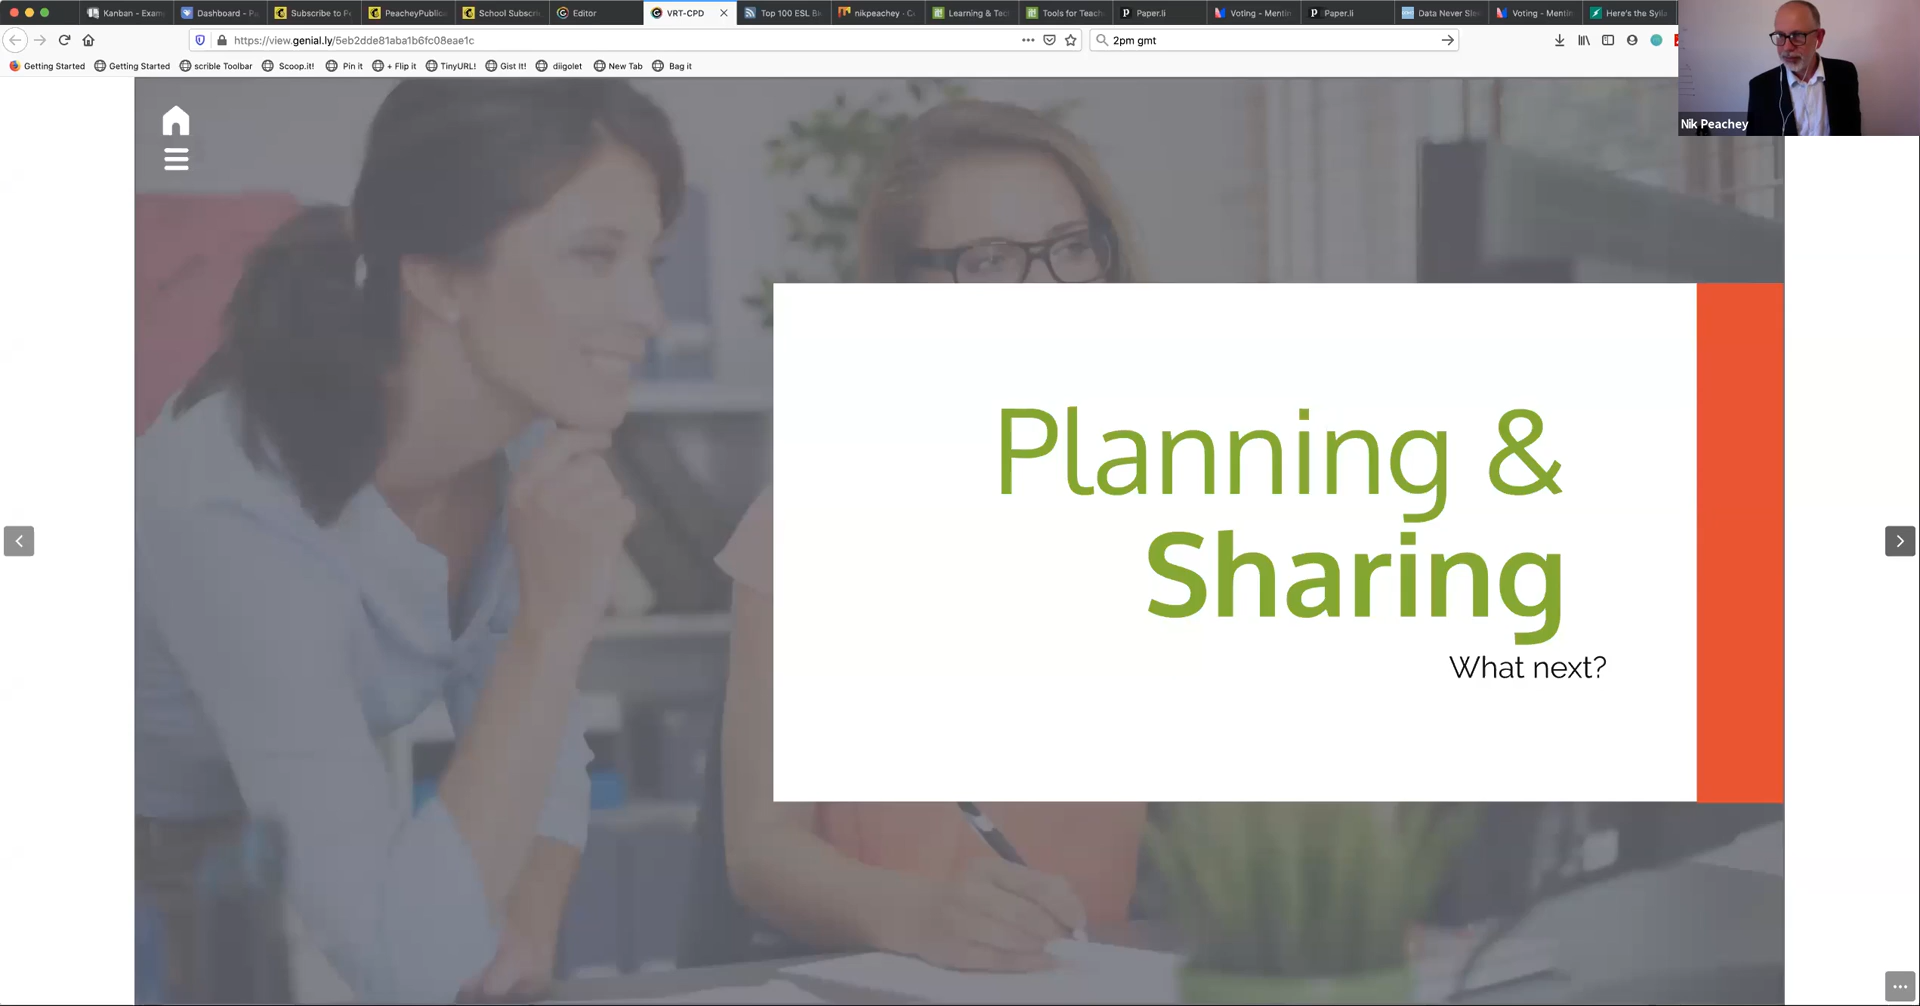 Kanban - Exam
Dashboard - P
Subscribe to P
PeacheyPublic
School Subscri
Editor
VRT-CPD
Top 100 ESL B
nikpeachey - C
Learning & Tec
Tools for Teach
Paper.li
Voting - Mentin
Paper.li
Data Never Sle
Voting - Mentin
Here's the Sylla
https://view.genial.ly/5eb2dde81aba1b6fc08eae1c
2pm gmt
Getting Started
Getting Started
scrible Toolbar
Scoop.it!
Pin it
+ Flip it
TinyURL!
Gist It!
diigolet
New Tab
Bag it
Nik Peachey
Planning &
Sharing
What next?